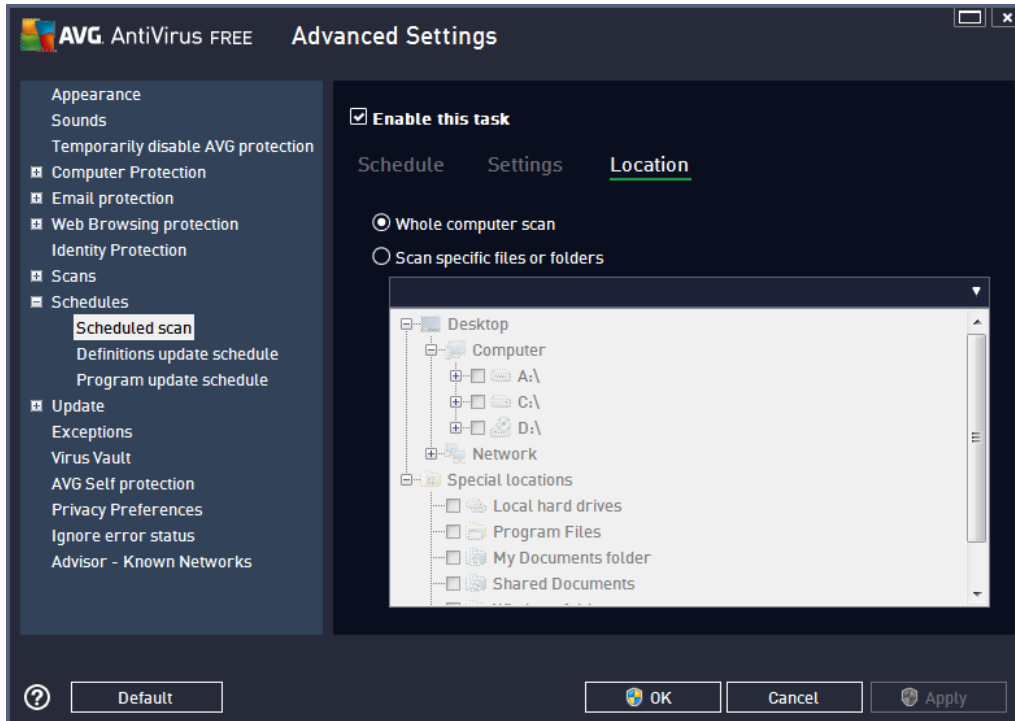 AVG. AntiVirus FREE Advanced Settings
Appearance
Sounds
Temporarily disable AVG protection
Computer Protection
Email protection
Web Browsing protection
Identity Protection
Scans
Schedules
Scheduled scan
Definitions update schedule
Program update schedule
Update
Exceptions
Virus Vault
AVG Self protection
Privacy Preferences
Ignore error status
Advisor - Known Networks
Enable this task
Schedule Settings Location
Whole computer scan
Scan specific files or folders
Desktop
Computer
A:\
C:\
D:\
Network
Special locations
Local hard drives
Program Files
My Documents folder
Shared Documents
? Default OK Cancel Apply